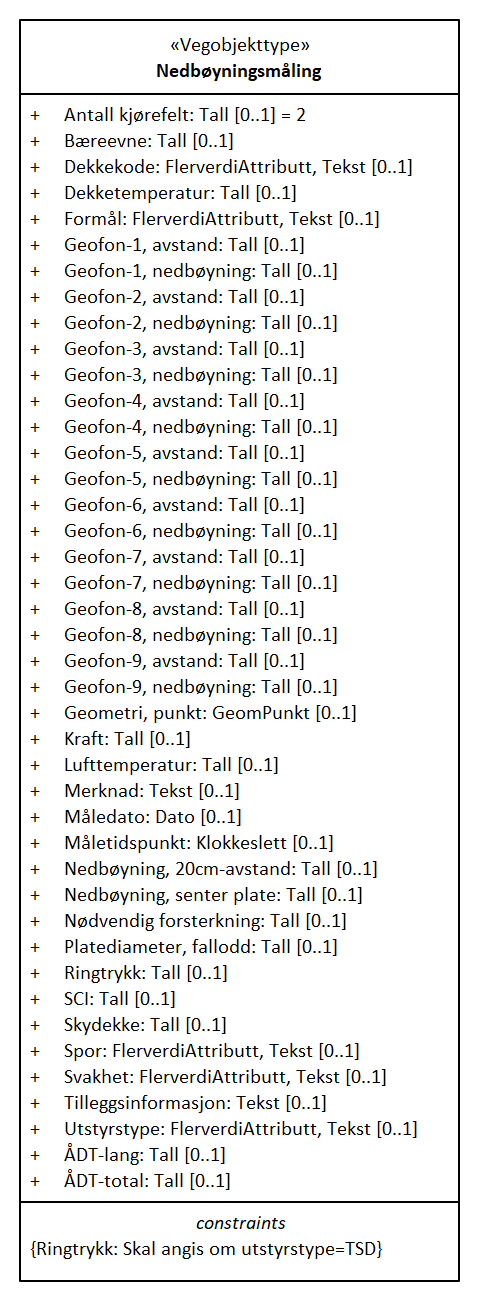 «Vegobjekttype»
Nedbøyningsmåling
+ Antall kjørefelt: Tall [0..1] = 2
+ Bæreevne: Tall [0..1]
+ Dekkekode: FlerverdiAttributt, Tekst [0..1]
+ Dekketemperatur: Tall [0..1]
+ Formål: FlerverdiAttributt, Tekst [0..1]
+ Geofon-1, avstand: Tall [0..1]
+ Geofon-1, nedbøyning: Tall [0..1]
+ Geofon-2, avstand: Tall [0..1]
+ Geofon-2, nedbøyning: Tall [0..1]
+ Geofon-3, avstand: Tall [0..1]
+ Geofon-3, nedbøyning: Tall [0..1]
+ Geofon-4, avstand: Tall [0..1]
+ Geofon-4, nedbøyning: Tall [0..1]
+ Geofon-5, avstand: Tall [0..1]
+ Geofon-5, nedbøyning: Tall [0..1]
+ Geofon-6, avstand: Tall [0..1]
+ Geofon-6, nedbøyning: Tall [0..1]
+ Geofon-7, avstand: Tall [0..1]
+ Geofon-7, nedbøyning: Tall [0..1]
+ Geofon-8, avstand: Tall [0..1]
+ Geofon-8, nedbøyning: Tall [0..1]
+ Geofon-9, avstand: Tall [0..1]
+ Geofon-9, nedbøyning: Tall [0..1]
+ Geometri, punkt: GeomPunkt [0..1]
+ Kraft: Tall [0..1]
+ Lufttemperatur: Tall [0..1]
+ Merknad: Tekst [0..1]
+ Måledato: Dato [0..1]
+ Måletidspunkt: Klokkeslett [0..1]
+ Nedbøyning, 20cm-avstand: Tall [0..1]
+ Nedbøyning, senter plate: Tall [0..1]
+ Nødvendig forsterkning: Tall [0..1]
+ Platediameter, fallodd: Tall [0..1]
+ Ringtrykk: Tall [0..1]
+ SCI: Tall [0..1]
+ Skydekke: Tall [0..1]
+ Spor: FlerverdiAttributt, Tekst [0..1]
+ Svakhet: FlerverdiAttributt, Tekst [0..1]
+ Tilleggsinformasjon: Tekst [0..1]
+ Utstyrstype: FlerverdiAttributt, Tekst [0..1]
+ ÅDT-lang: Tall [0..1]
+ ÅDT-total: Tall [0..1]
constraints
{Ringtrykk: Skal angis om utstyrstype=TSD}